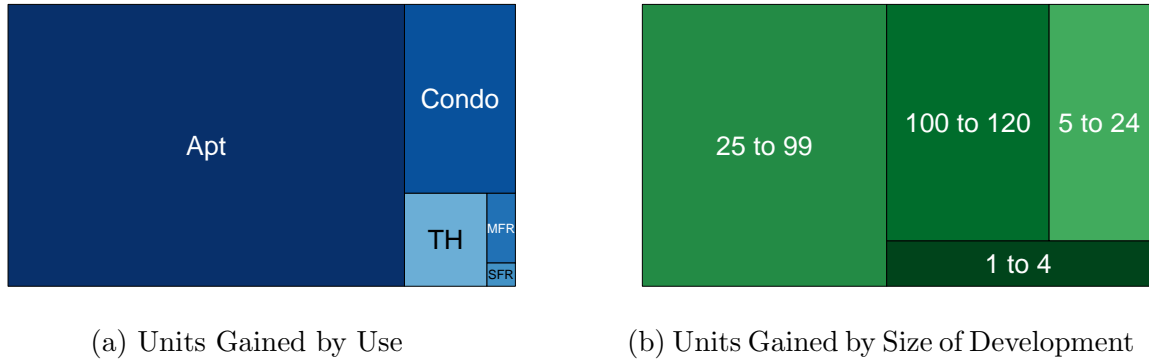 Apt
Condo
TH
MFR
SFR
(a) Units Gained by Use
25 to 99
100 to 120
5 to 24
1 to 4
(b) Units Gained by Size of Development